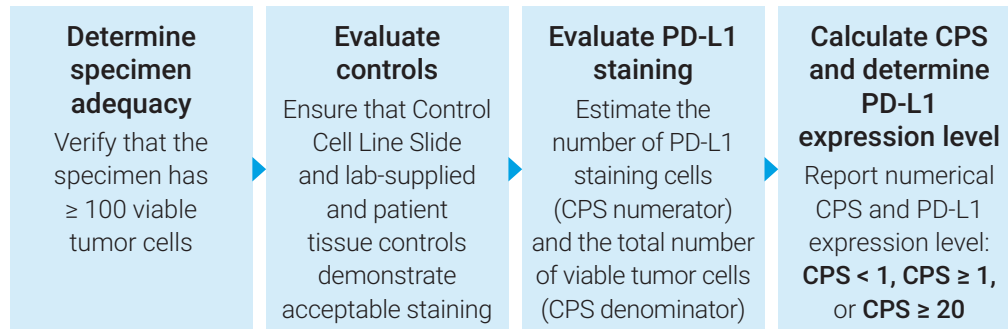 Determine
specimen
adequacy
Verify that the
specimen has
≥ 100 viable
tumor cells
Evaluate
controls
Ensure that Control
Cell Line Slide
and lab-supplied
and patient
tissue controls
demonstrate
acceptable staining
Evaluate PD-L1
staining
Estimate the
number of PD-L1
staining cells
(CPS numerator)
and the total number
of viable tumor cells
(CPS denominator)
Calculate CPS
and determine
PD-L1
expression level
Report numerical
CPS and PD-L1
expression level:
CPS < 1, CPS ≥ 1,
or CPS ≥ 20